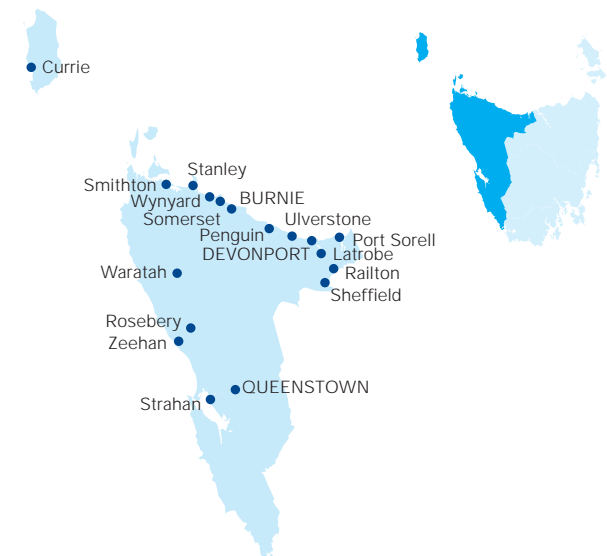 Currie
Stanley
Smithton
Wynyard
BURNIE
Somerset
Ulverstone
Penguin
Port Sorell
DEVONPORT
Latrobe
Waratah
Railton
Sheffield
Rosebery
Zeehan
QUEENSTOWN
Strahan